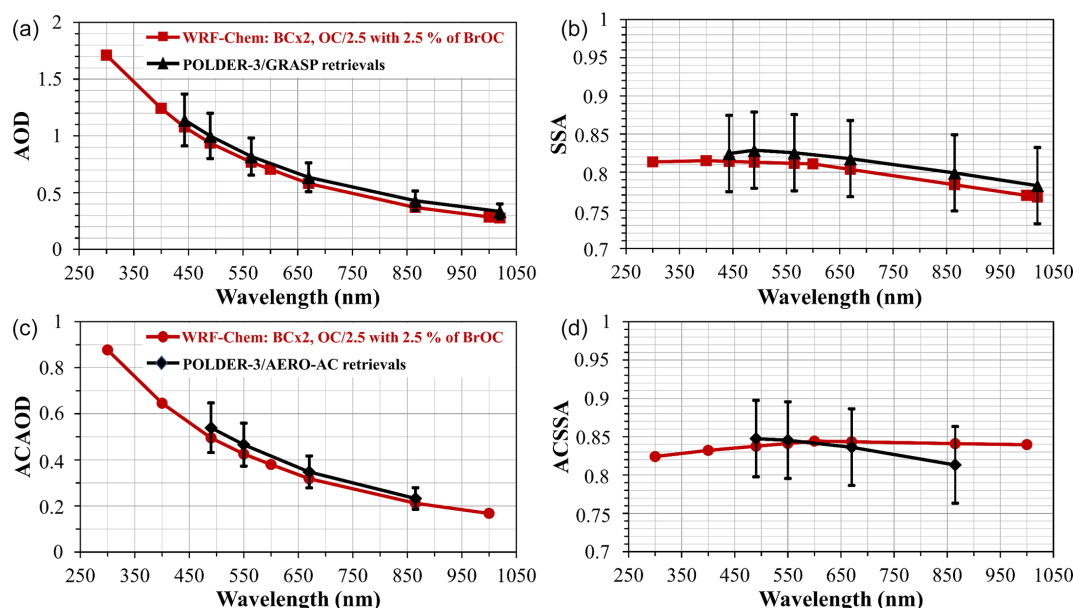 (a)
AOD
2
1.5
1
0.5
0
WRF-Chem: BCx2, OC/2.5 with 2.5 % of BrOC
POLDER-3/GRASP retrievals
250 350 450 550 650 750 850 950 1050
Wavelength (nm)
(b)
SSA
1
0.95
0.9
0.85
0.8
0.75
0.7
250 350 450 550 650 750 850 950 1050
Wavelength (nm)
(c)
ACAOD
1
0.8
0.6
0.4
0.2
0
WRF-Chem: BCx2, OC/2.5 with 2.5 % of BrOC
POLDER-3/AERO-AC retrievals
250 350 450 550 650 750 850 950 1050
Wavelength (nm)
(d)
ACSSA
1
0.95
0.9
0.85
0.8
0.75
0.7
250 350 450 550 650 750 850 950 1050
Wavelength (nm)